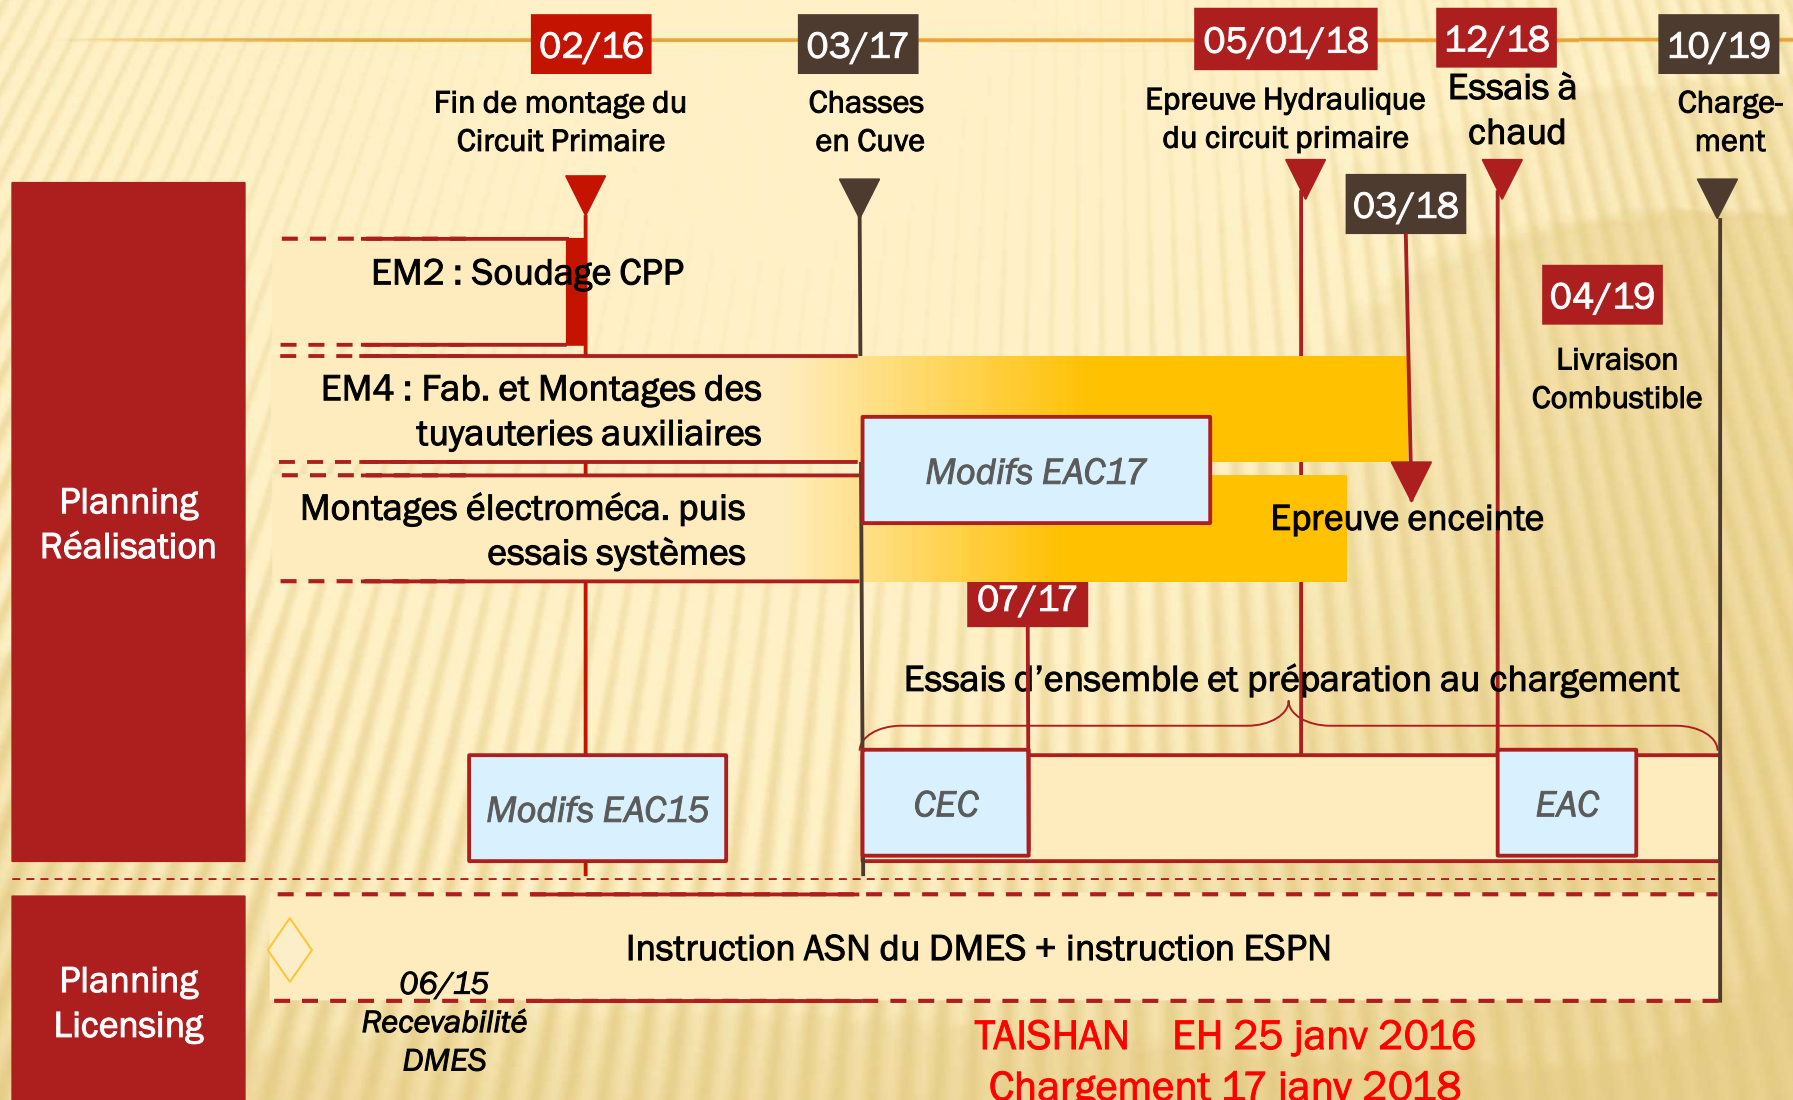 02/16
03/17
05/01/18
12/18
10/19
Fin de montage du
Circuit Primaire
Chasses
en Cuve
Epreuve Hydraulique
du circuit primaire
Essais à
chaud
Charge-
ment
03/18
04/19
Livraison
Combustible
Planning
Réalisation
EM2 : Soudage CPP
EM4 : Fab. et Montages des
tuyauteries auxiliaires
Modifs EAC17
Montages électroméca. puis
essais systèmes
Epreuve enceinte
07/17
Essais d’ensemble et préparation au chargement
Modifs EAC15
CEC
EAC
Planning
Licensing
Instruction ASN du DMES + instruction ESPN
06/15
Recevabilité
DMES
TAISHAN EH 25 janv 2016
Chargement 17 janv 2018